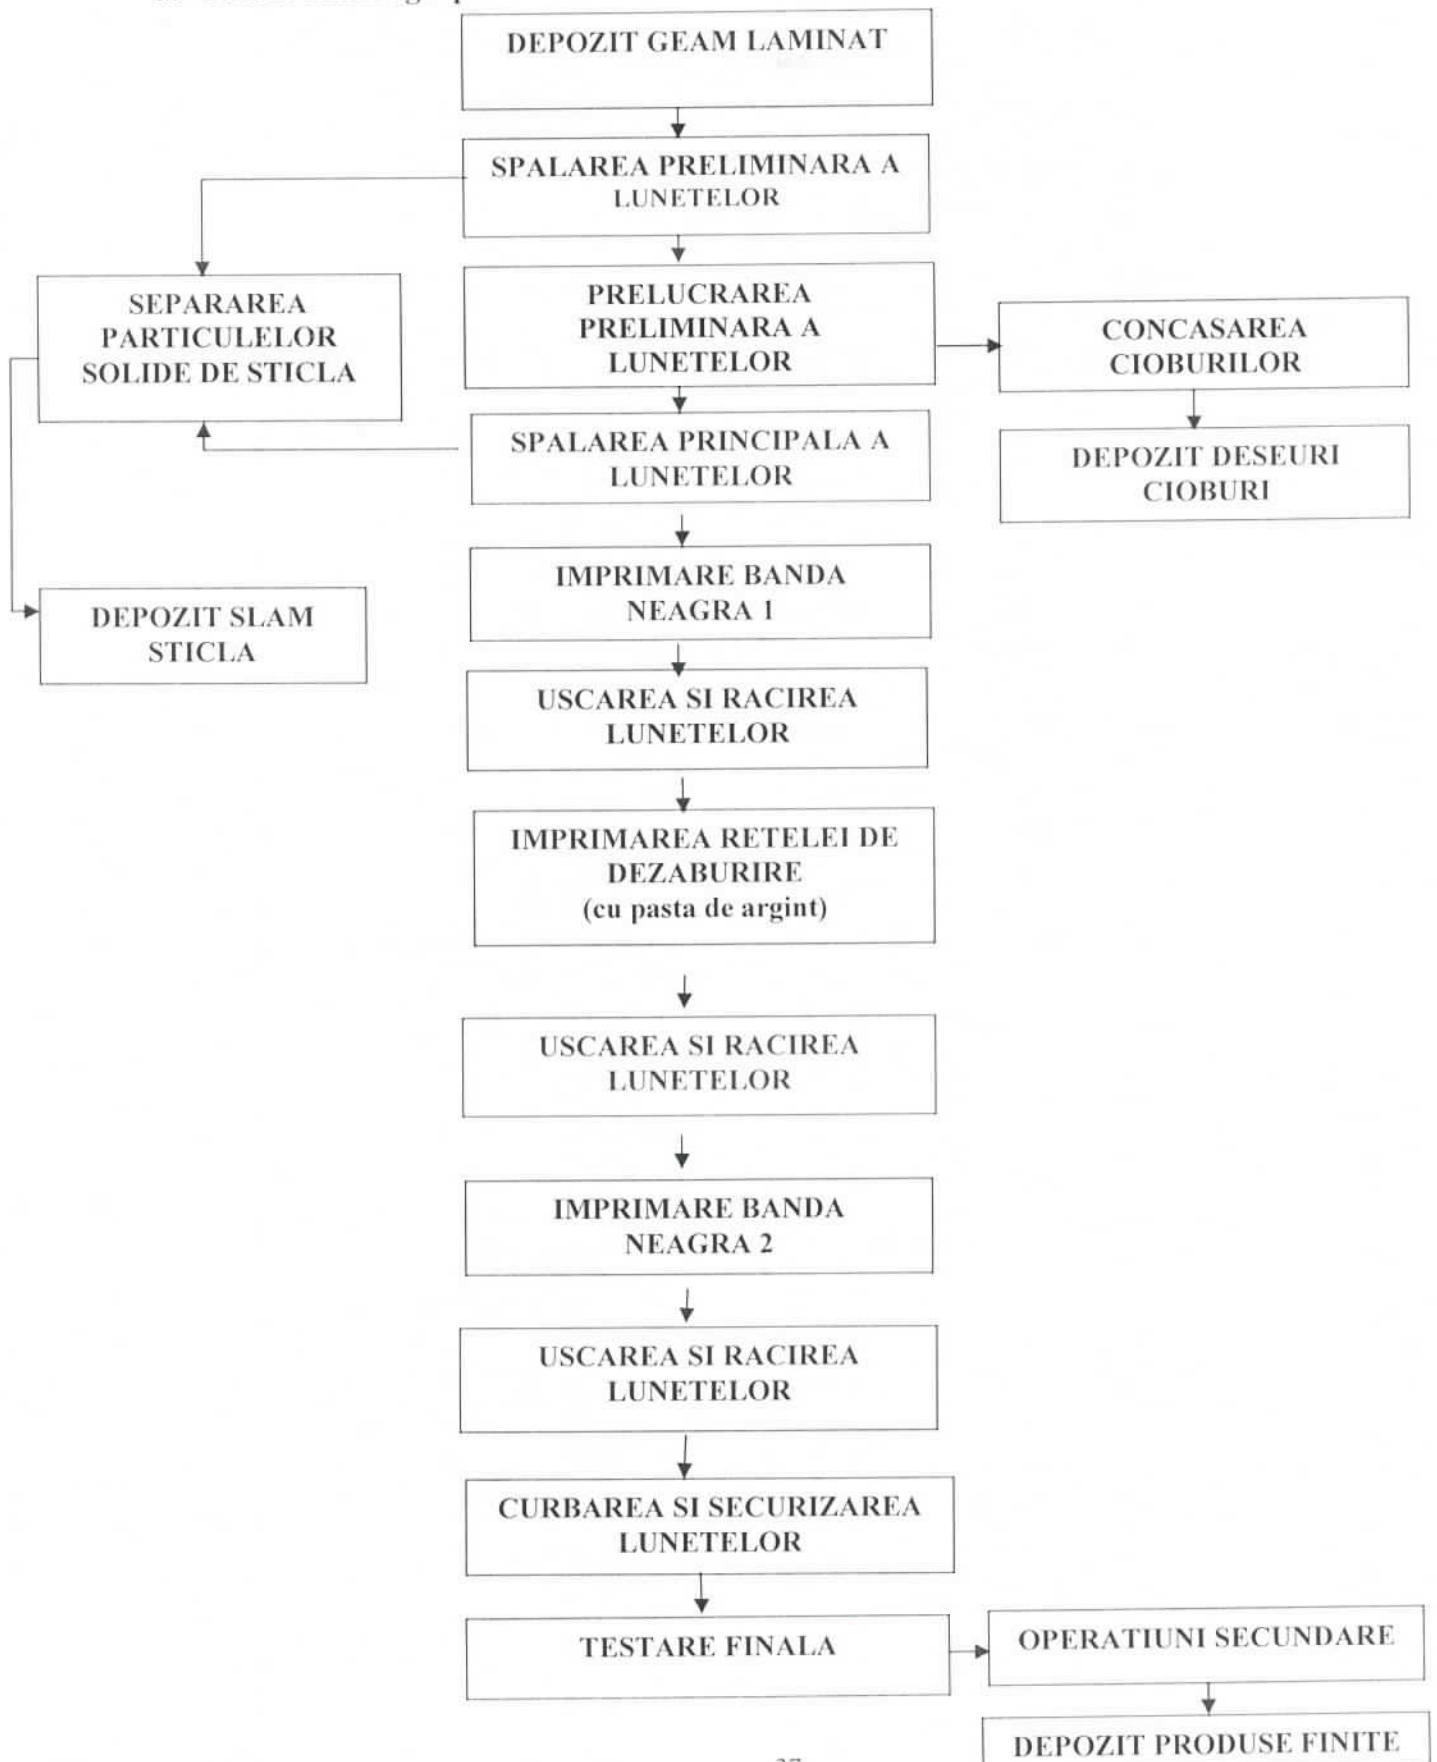 DEPOZIT GEAM LAMINAT
SPALAREA PRELIMINARA A
LUNETELOR
SEPARAREA
PARTICULELOR
SOLIDE DE STICLA
PRELUCRAREA
PRELIMINARA A
LUNETELOR
CONCASAREA
CIOBURILOR
SPALAREA PRINCIPALA A
LUNETELOR
DEPOZIT DESEURI
CIOBURI
IMPRIMARE BANDA
NEAGRA 1
DEPOZIT SLAM
STICLA
USCAREA SI RACIREA
LUNETELOR
IMPRIMAREA RETELEI DE
DEZABURIRE
(cu pasta de argint)
USCAREA SI RACIREA
LUNETELOR
IMPRIMARE BANDA
NEAGRA 2
USCAREA SI RACIREA
LUNETELOR
CURBAREA SI SECURIZAREA
LUNETELOR
TESTARE FINALA
OPERATIUNI SECUNDARE
DEPOZIT PRODUSE FINITE